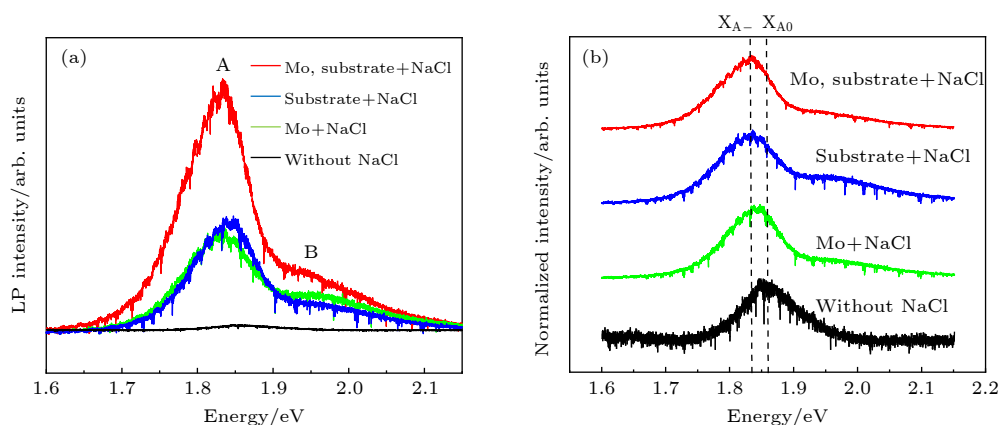 (a)
A
B
Mo, substrate+NaCl
Substrate+NaCl
Mo+NaCl
Without NaCl
LP intensity/arb. units
1.6 1.7 1.8 1.9 2.0 2.1
Energy/eV
X_A− X_A0
(b)
Mo, substrate+NaCl
Substrate+NaCl
Mo+NaCl
Without NaCl
Normalized intensity/arb. units
1.6 1.7 1.8 1.9 2.0 2.1 2.2
Energy/eV